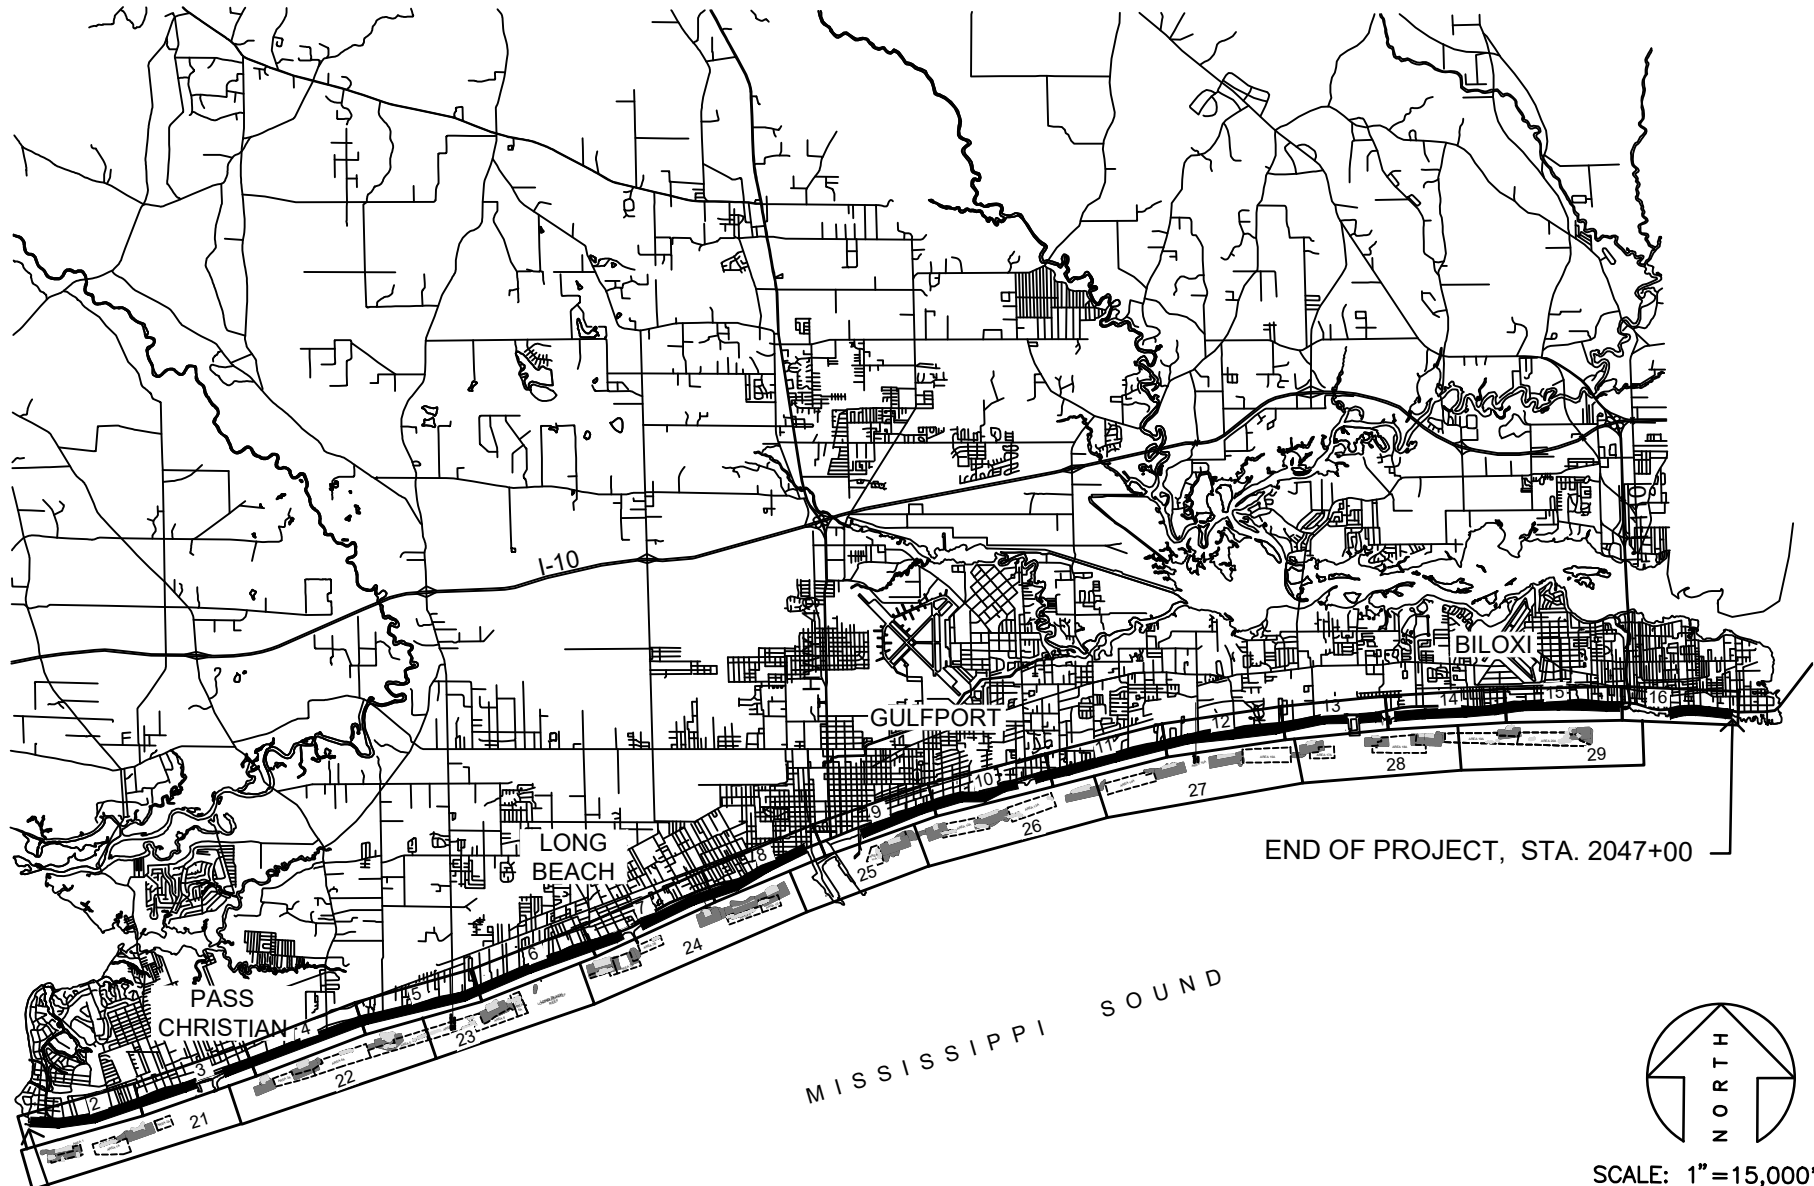 I-10
BILOXI
GULFPORT
LONG
BEACH
PASS
CHRISTIAN
2
3
4
5
6
7
8
9
10
11
12
13
14
15
16
17
21
22
23
24
25
26
27
28
29
END OF PROJECT, STA. 2047+00
MISSISSIPPI SOUND
NORTH
SCALE: 1"=15,000'